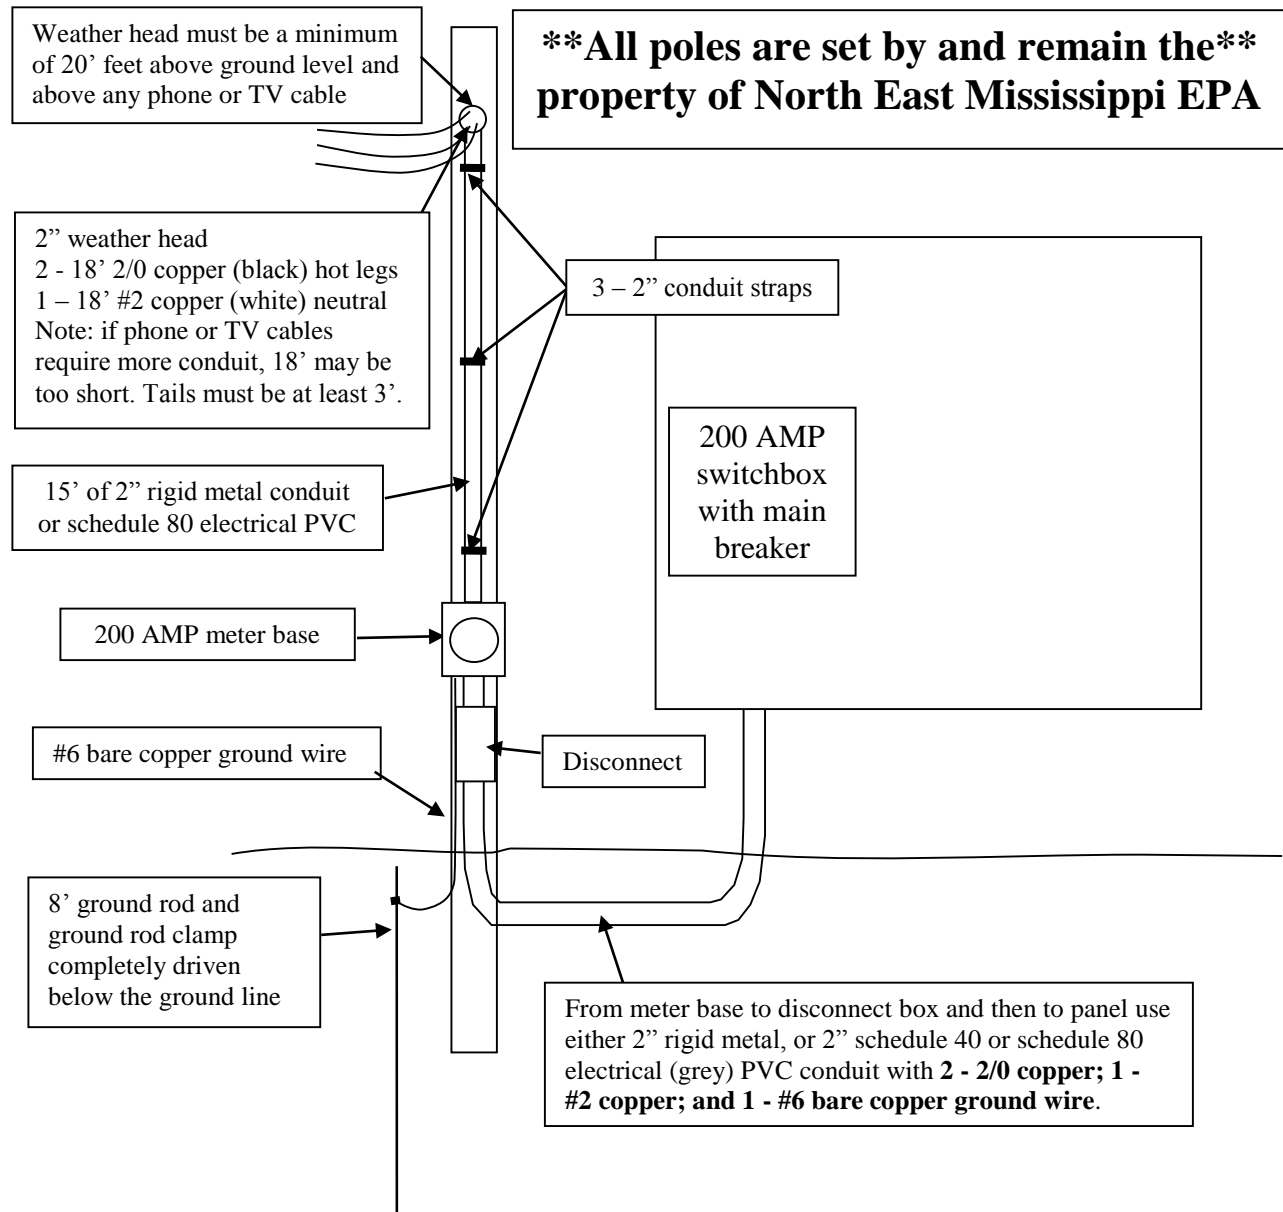 Weather head must be a minimum
of 20’ feet above ground level and
above any phone or TV cable
**All poles are set by and remain the**
property of North East Mississippi EPA
2” weather head
2 - 18’ 2/0 copper (black) hot legs
1 – 18’ #2 copper (white) neutral
Note: if phone or TV cables
require more conduit, 18’ may be
too short. Tails must be at least 3’.
3 – 2” conduit straps
200 AMP
switchbox
with main
breaker
15’ of 2” rigid metal conduit
or schedule 80 electrical PVC
200 AMP meter base
#6 bare copper ground wire
Disconnect
8’ ground rod and
ground rod clamp
completely driven
below the ground line
From meter base to disconnect box and then to panel use
either 2” rigid metal, or 2” schedule 40 or schedule 80
electrical (grey) PVC conduit with 2 - 2/0 copper; 1 -
#2 copper; and 1 - #6 bare copper ground wire.